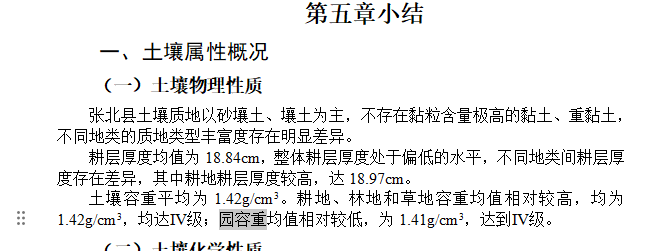 第五章小结
一、土壤属性概况
（一）土壤物理性质
张北县土壤质地以砂壤土、壤土为主，不存在黏粒含量极高的黏土、重黏土，
不同地类的质地类型丰富度存在明显差异。
耕层厚度均值为 18.84cm，整体耕层厚度处于偏低的水平，不同地类间耕层厚
度存在差异，其中耕地耕层厚度较高，达 18.97cm。
土壤容重平均为 1.42g/cm³。耕地、林地和草地容重均值相对较高，均为
1.42g/cm³，均达Ⅳ级；园容重均值相对较低，为 1.41g/cm³，达到Ⅳ级。
（二）土壤化学性质